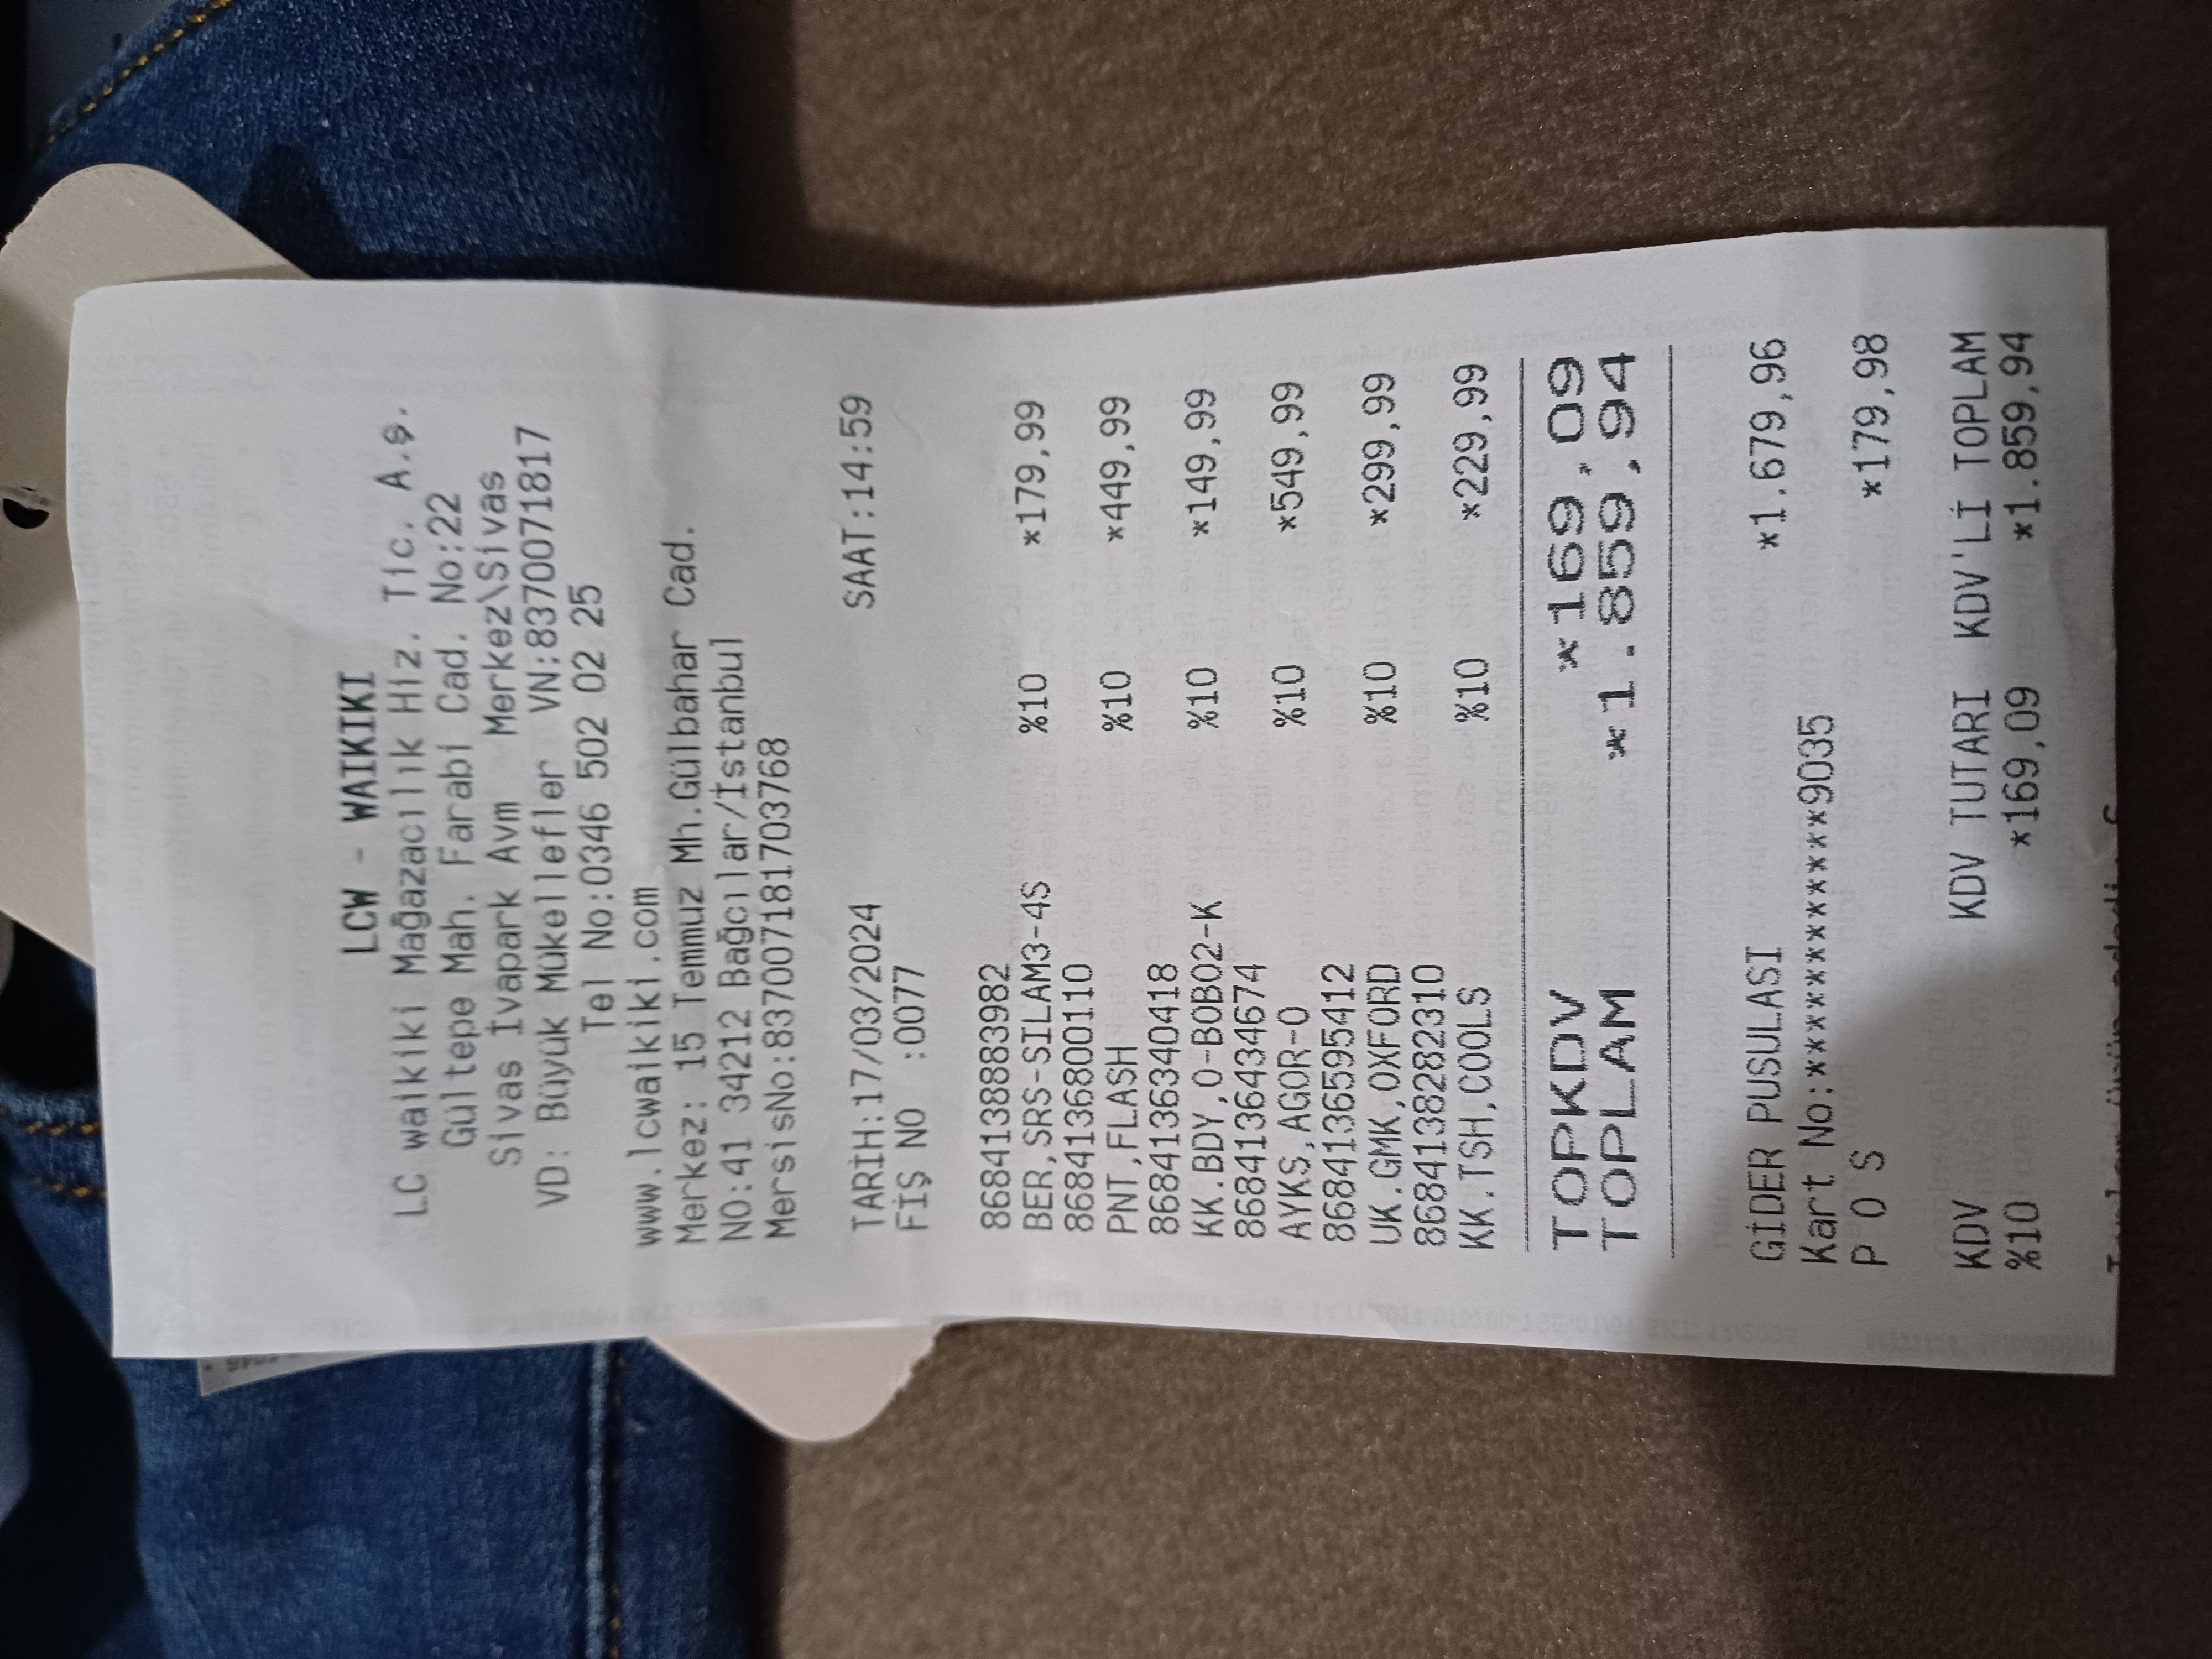 LCW - WAIKIKI
LC waikiki Mağazacılık Hiz. Tic. A.ş.
Gültepe Mah. Farabi Cad. No:22
Sivas İvapark Avm Merkez\Sivas
VD: Büyük Mükellefler VN:8370071817
Tel No:0346 502 02 25
www.lcwaikiki.com
Merkez: 15 Temmuz Mh.Gülbahar Cad.
NO:41 34212 Bağcılar/İstanbul
MersisNo:837007181703768
TARİH:17/03/2024 SAAT:14:59
FİŞ NO :0077
8684138883982
BER,SRS-SILAM3-4S %10 *179,99
8684136800110
PNT,FLASH %10 *449,99
8684136340418
KK.BDY,0-BOBO2-K %10 *149,99
8684136434674
AYKS,AGOR-O %10 *549,99
8684136595412
UK.GMK,OXFORD %10 *299,99
8684138282310
KK.TSH,COOLS %10 *229,99
TOPKDV *169,09
TOPLAM *1.859,94
GİDER PUSULASI *1.679,96
Kart No:***************9035
P O S *179,98
KDV KDV TUTARI KDV'Lİ TOPLAM
%10 *169,09 *1.859,94